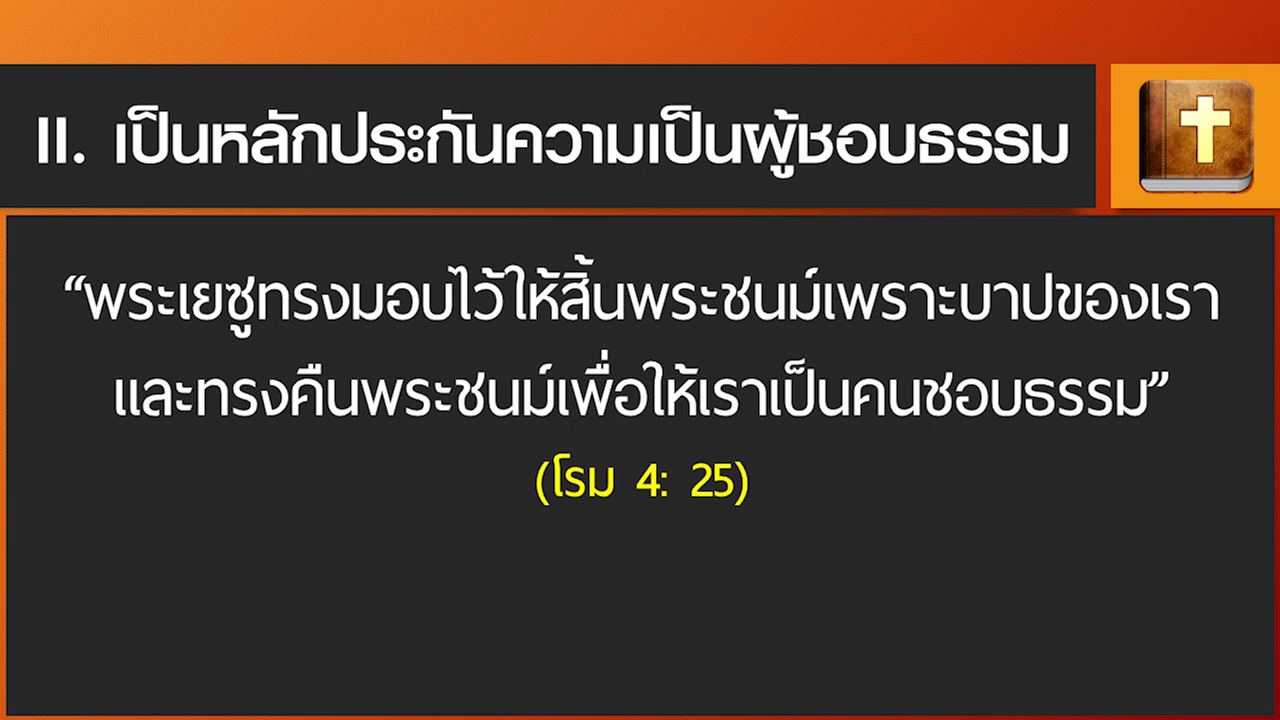 II. เป็นหลักประกันความเป็นผู้ชอบธรรม
“พระเยซูทรงมอบไว้ให้สิ้นพระชนม์เพราะบาปของเรา
และทรงคืนพระชนม์เพื่อให้เราเป็นคนชอบธรรม”
(โรม 4: 25)